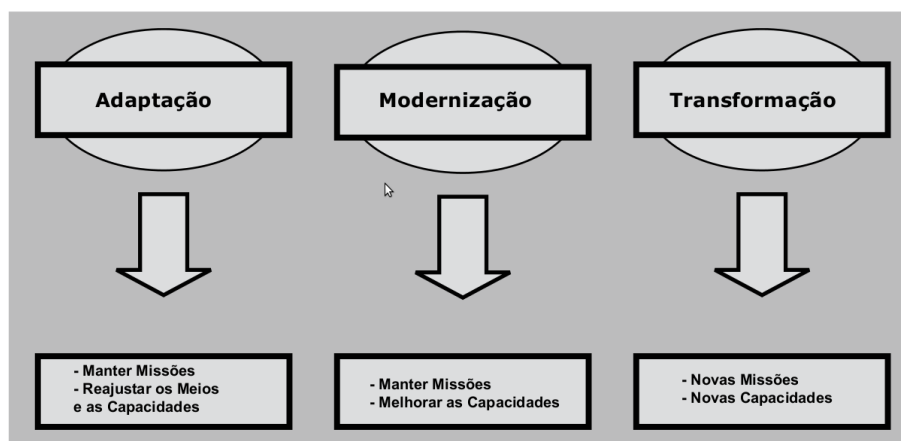 Adaptação
Modernização
Transformação
- Manter Missões
- Reajustar os Meios
e as Capacidades
- Manter Missões
- Melhorar as Capacidades
- Novas Missões
- Novas Capacidades